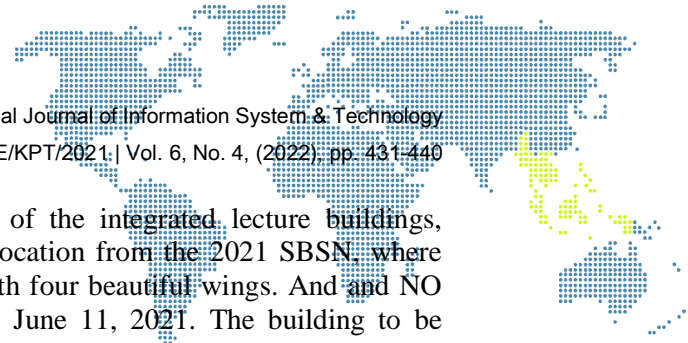 al Journal of Information System & Technology
E/KPT/2021 | Vol. 6, No. 4, (2022), pp. 431-440
of the integrated lecture buildings,
ocation from the 2021 SBSN, where
th four beautiful wings. And and NO
June 11, 2021. The building to be